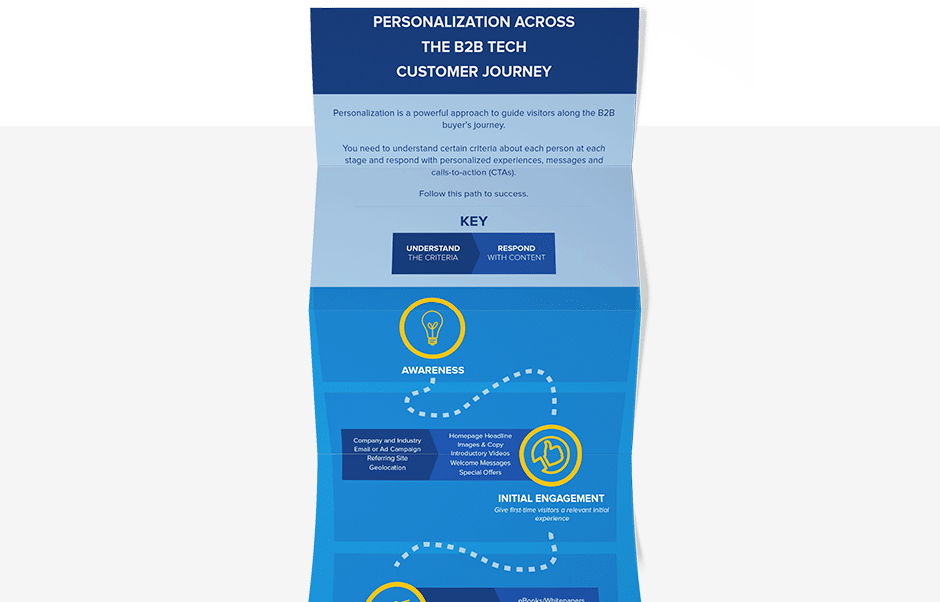 PERSONALIZATION ACROSS
THE B2B TECH
CUSTOMER JOURNEY
Personalization is a powerful approach to guide visitors along the B2B
buyer's journey.
You need to understand certain criteria about each person at each
stage and respond with personalized experiences, messages and
calls-to-action (CTAs).
Follow this path to success.
KEY
UNDERSTAND
THE CRITERIA
RESPOND
WITH CONTENT
AWARENESS
Company and Industry
Email or Ad Campaign
Referring Site
Geolocation
Homepage Headline
Images & Copy
Introductory Videos
Welcome Messages
Special Offers
INITIAL ENGAGEMENT
Give first-time visitors a relevant initial
experience
eBooks/Whitepapers